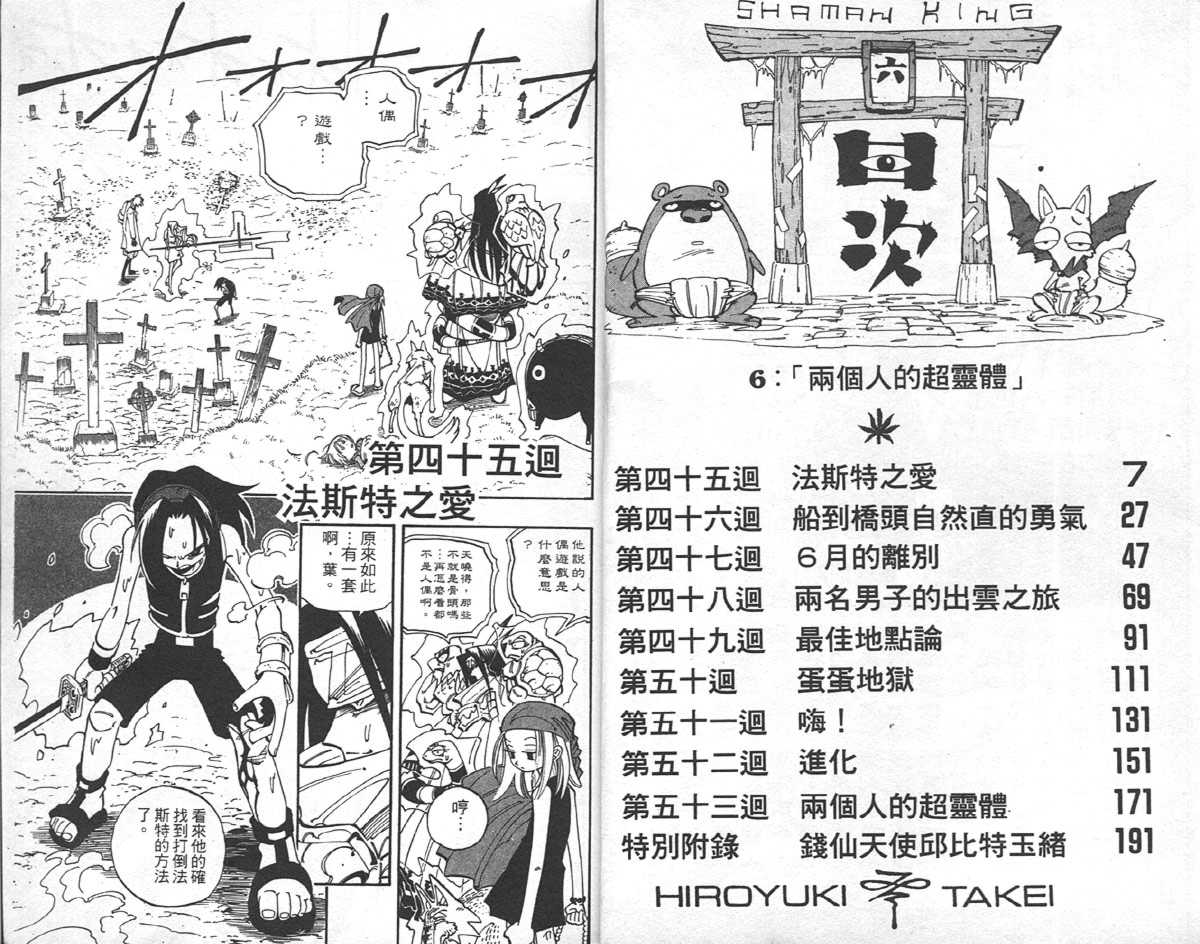 SHAMAN KING
六
目次
6：「兩個人的超靈體」
第四十五迴 法斯特之愛 7
第四十六迴 船到橋頭自然直的勇氣 27
第四十七迴 ６月的離別 47
第四十八迴 兩名男子的出雲之旅 69
第四十九迴 最佳地點論 91
第五十迴 蛋蛋地獄 111
第五十一迴 嗨！ 131
第五十二迴 進化 151
第五十三迴 兩個人的超靈體 171
特別附錄 錢仙天使邱比特玉緒 191
HIROYUKI TAKEI
人偶
…
遊戲…
？
第四十五迴
法斯特之愛
他說的人
偶遊戲是
什麼意思
？
天曉得，那些
不就是骨頭嗎
…再怎麼看都
不是人偶啊。
哼…
原來如此
…有一套
啊，葉。
看來他的確
找到打倒法
斯特的方法
了。